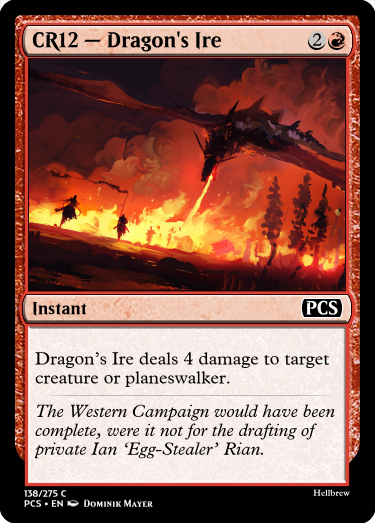 CR12 — Dragon's Ire 2
Instant PCS
Dragon's Ire deals 4 damage to target
creature or planeswalker.
The Western Campaign would have been
complete, were it not for the drafting of
private Ian ‘Egg-Stealer’ Rian.
138/275 C Hellbrew
PCS • EN Dominik Mayer